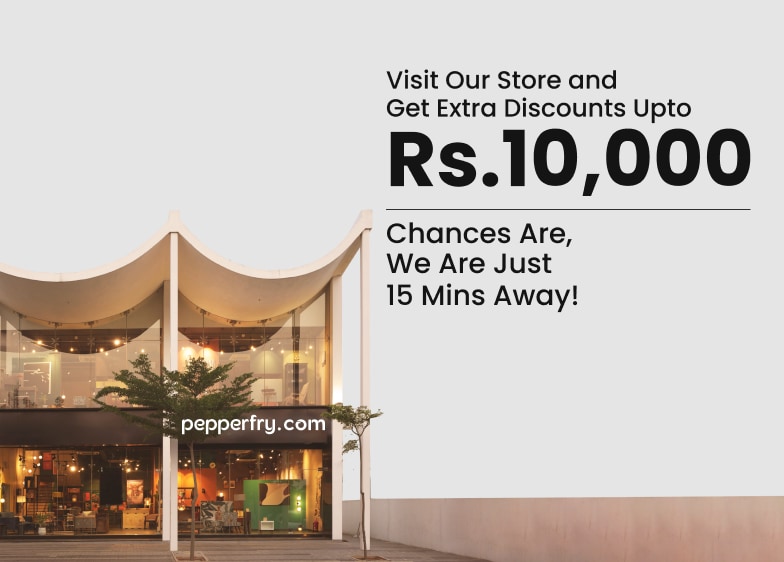 Visit Our Store and
Get Extra Discounts Upto
Rs.10,000
Chances Are,
We Are Just
15 Mins Away!
pepperfry.com